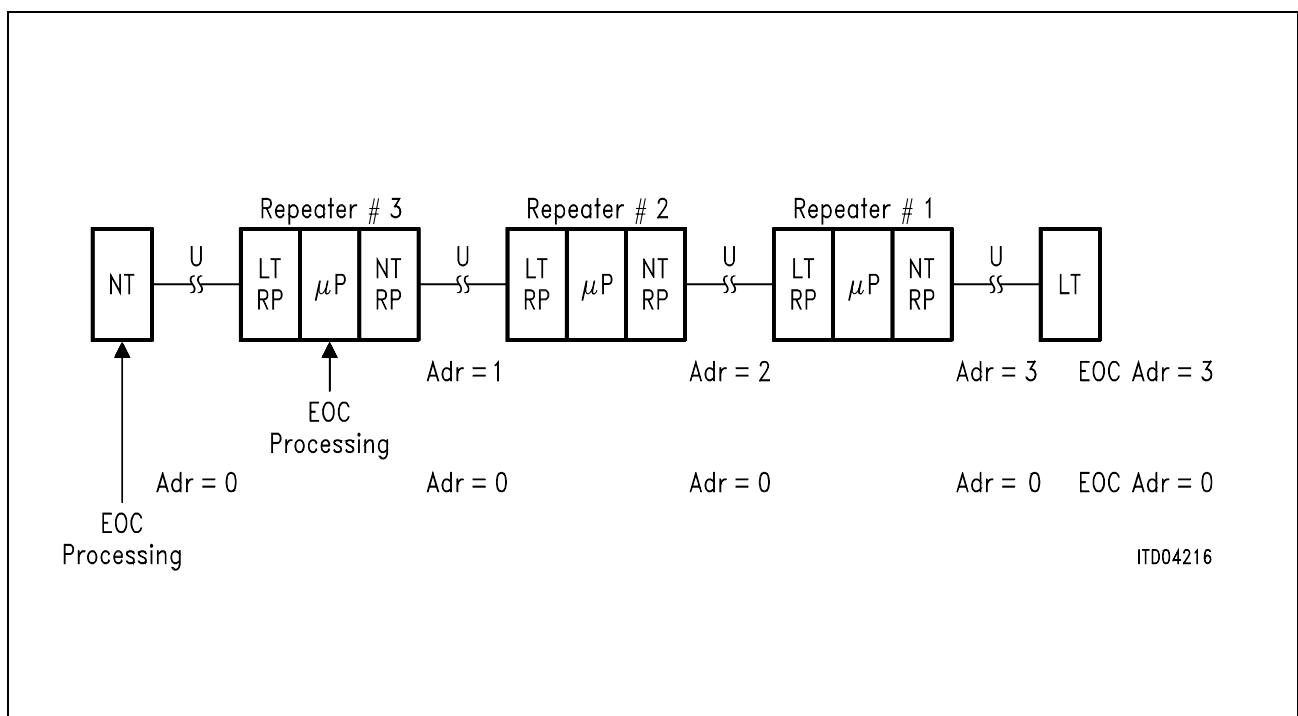 Repeater # 3
Repeater # 2
Repeater # 1
NT
U
LT
RP
μP
NT
RP
U
LT
RP
μP
NT
RP
U
LT
RP
μP
NT
RP
U
LT
Adr = 1
Adr = 2
Adr = 3
EOC Adr = 3
EOC
Processing
Adr = 0
Adr = 0
Adr = 0
Adr = 0
EOC Adr = 0
EOC
Processing
ITD04216